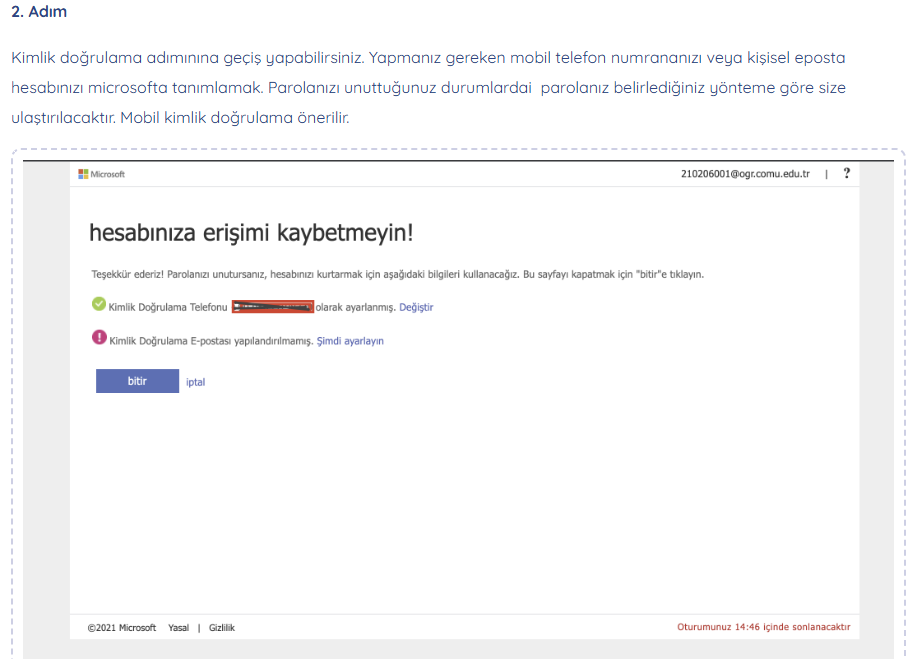 2. Adım
Kimlik doğrulama adımınına geçiş yapabilirsiniz. Yapmanız gereken mobil telefon numrananızı veya kişisel eposta
hesabınızı microsofta tanımlamak. Parolanızı unuttuğunuz durumlardai parolanız belirlediğiniz yönteme göre size
ulaştırılacaktır. Mobil kimlik doğrulama önerilir.
Microsoft
210206001@ogr.comu.edu.tr | ?
hesabınıza erişimi kaybetmeyin!
Teşekkür ederiz! Parolanızı unutursanız, hesabınızı kurtarmak için aşağıdaki bilgileri kullanacağız. Bu sayfayı kapatmak için "bitir"e tıklayın.
Kimlik Doğrulama Telefonu olarak ayarlanmış. Değiştir
Kimlik Doğrulama E-postası yapılandırılmamış. Şimdi ayarlayın
bitir iptal
©2021 Microsoft Yasal | Gizlilik
Oturumunuz 14:46 içinde sonlanacaktır